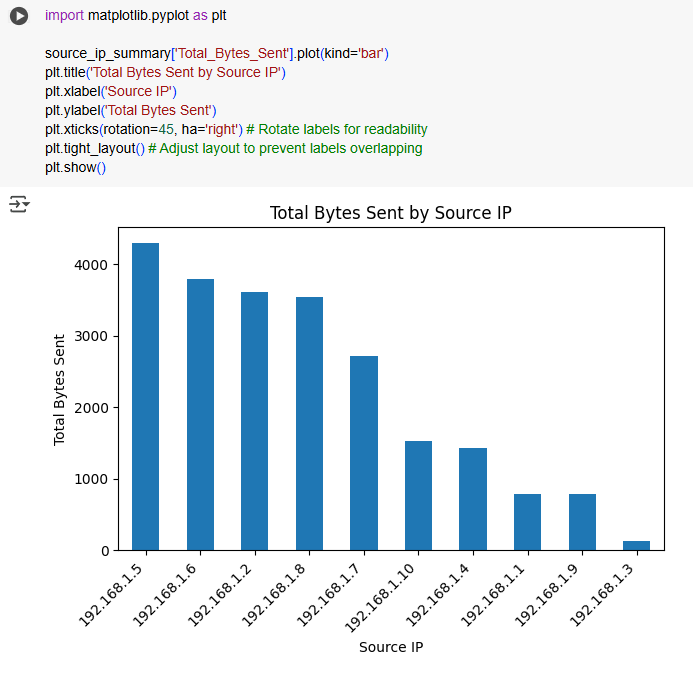 import matplotlib.pyplot as plt
source_ip_summary['Total_Bytes_Sent'].plot(kind='bar')
plt.title('Total Bytes Sent by Source IP')
plt.xlabel('Source IP')
plt.ylabel('Total Bytes Sent')
plt.xticks(rotation=45, ha='right') # Rotate labels for readability
plt.tight_layout() # Adjust layout to prevent labels overlapping
plt.show()
Total Bytes Sent by Source IP
Total Bytes Sent
4000
3000
2000
1000
0
192.168.1.5
192.168.1.6
192.168.1.2
192.168.1.8
192.168.1.7
192.168.1.10
192.168.1.4
192.168.1.1
192.168.1.9
192.168.1.3
Source IP